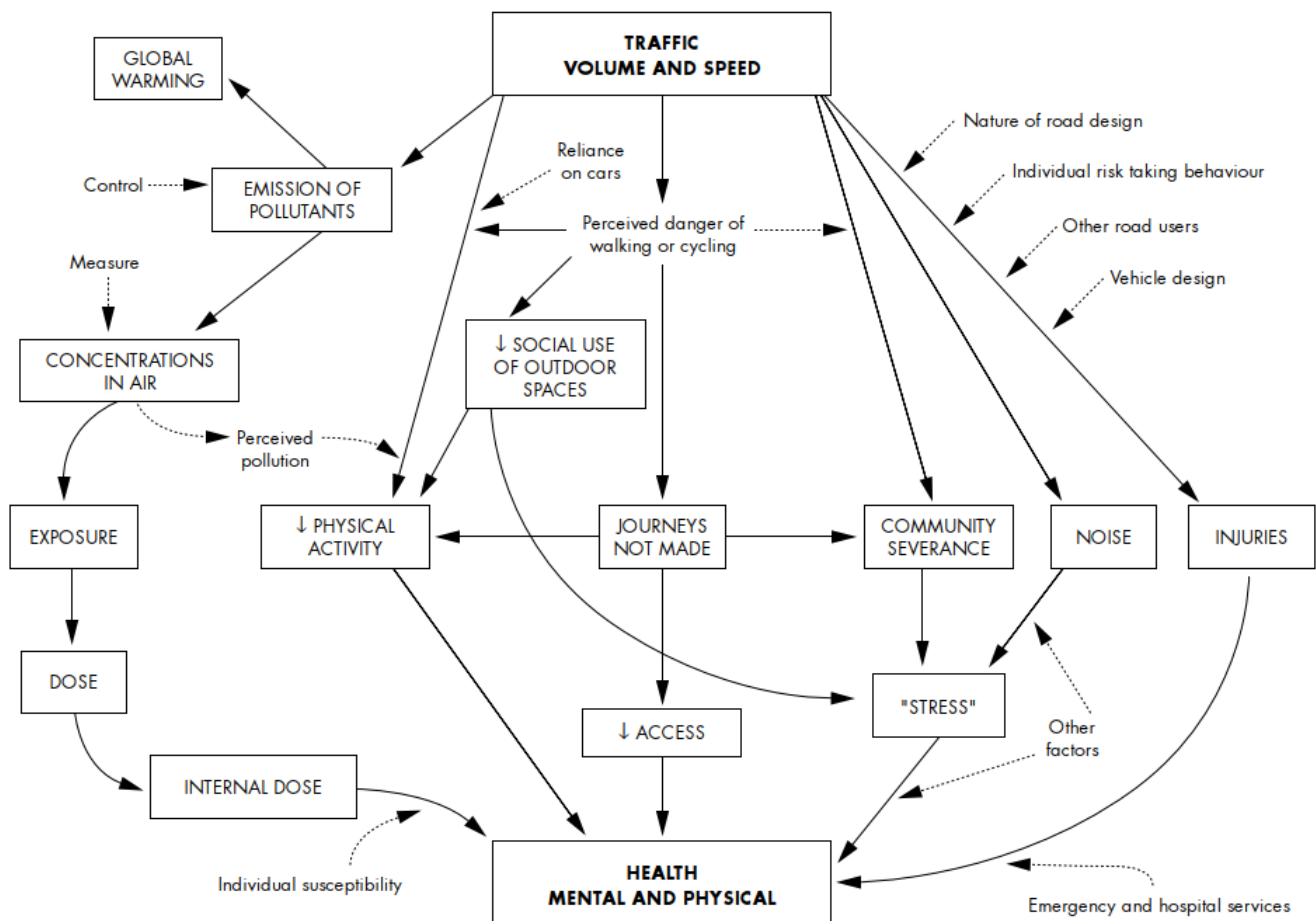 TRAFFIC
VOLUME AND SPEED
GLOBAL
WARMING
Nature of road design
Reliance
on cars
Individual risk taking behaviour
Control
EMISSION OF
POLLUTANTS
Perceived danger of
walking or cycling
Other road users
Measure
Vehicle design
CONCENTRATIONS
IN AIR
↓ SOCIAL USE
OF OUTDOOR
SPACES
Perceived
pollution
EXPOSURE
↓ PHYSICAL
ACTIVITY
JOURNEYS
NOT MADE
COMMUNITY
SEVERANCE
NOISE
INJURIES
DOSE
"STRESS"
↓ ACCESS
Other
factors
INTERNAL DOSE
HEALTH
MENTAL AND PHYSICAL
Individual susceptibility
Emergency and hospital services